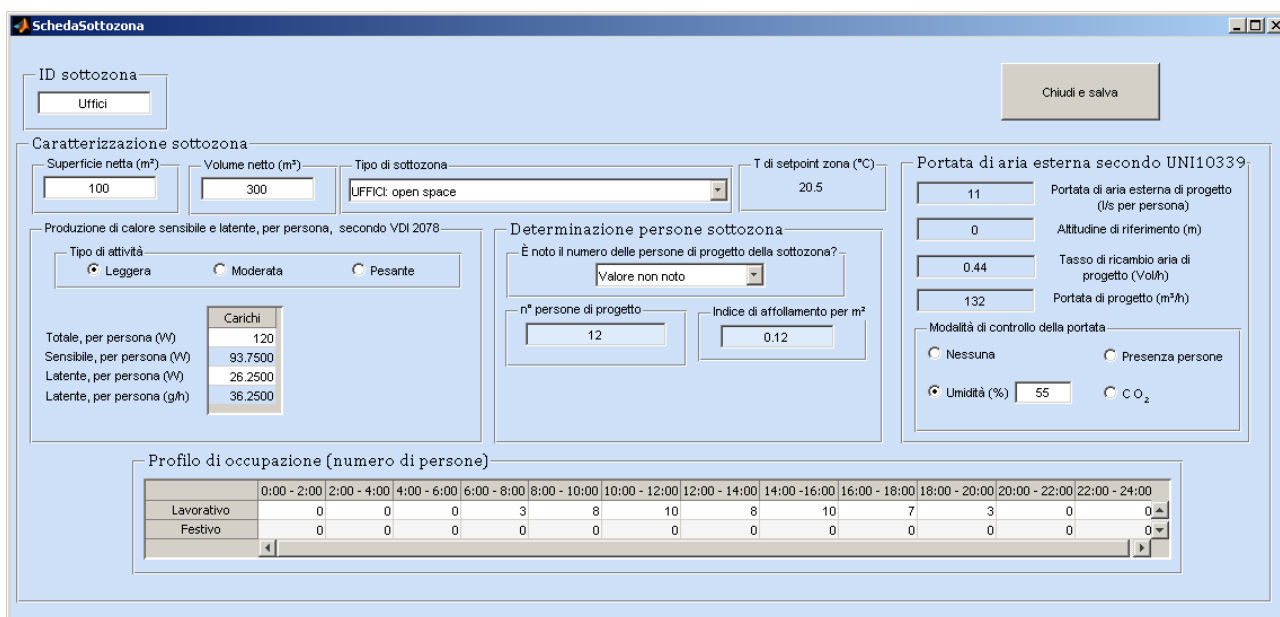 SchedaSottozona
ID sottozona
Uffici
Chiudi e salva
Caratterizzazione sottozona
Superficie netta (m²)
100
Volume netto (m³)
300
Tipo di sottozona
UFFICI: open space
T di setpoint zona (°C)
20.5
Portata di aria esterna secondo UNI10339
11 Portata di aria esterna di progetto
(l/s per persona)
0 Altitudine di riferimento (m)
0.44 Tasso di ricambio aria di
progetto (Vol/h)
132 Portata di progetto (m³/h)
Modalità di controllo della portata
Nessuna Presenza persone
Umidità (%) 55 CO₂
Produzione di calore sensibile e latente, per persona, secondo VDI 2078
Tipo di attività
Leggera Moderata Pesante
Carichi
Totale, per persona (W) 120
Sensibile, per persona (W) 93.7500
Latente, per persona (W) 26.2500
Latente, per persona (g/h) 36.2500
Determinazione persone sottozona
È noto il numero delle persone di progetto della sottozona?
Valore non noto
n° persone di progetto
12
Indice di affollamento per m²
0.12
Profilo di occupazione (numero di persone)
0:00 - 2:00 2:00 - 4:00 4:00 - 6:00 6:00 - 8:00 8:00 - 10:00 10:00 - 12:00 12:00 - 14:00 14:00 -16:00 16:00 - 18:00 18:00 - 20:00 20:00 - 22:00 22:00 - 24:00
Lavorativo 0 0 0 3 8 10 8 10 7 3 0 0
Festivo 0 0 0 0 0 0 0 0 0 0 0 0